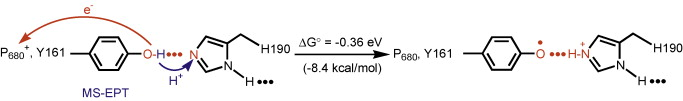 e⁻
P₆₈₀⁺, Y161
O-H
N
H190
N
H
H⁺
MS-EPT
ΔG° = -0.36 eV
(-8.4 kcal/mol)
P₆₈₀, Y161
O
H-N⁺
H190
N
H